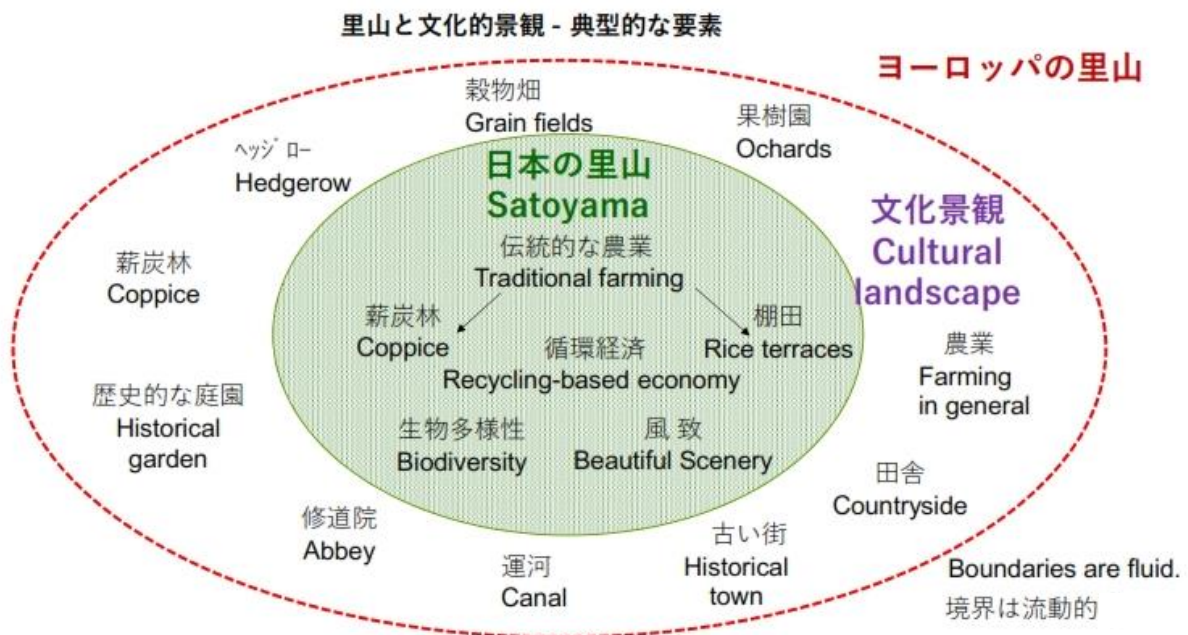 里山と文化的景観 - 典型的な要素
ヨーロッパの里山
穀物畑
Grain fields
果樹園
Ochards
ﾍｯｼﾞﾛｰ
Hedgerow
日本の里山
Satoyama
文化景観
Cultural
landscape
伝統的な農業
Traditional farming
薪炭林
Coppice
薪炭林
Coppice
循環経済
Recycling-based economy
棚田
Rice terraces
農業
Farming
in general
歴史的な庭園
Historical
garden
生物多様性
Biodiversity
風 致
Beautiful Scenery
田舎
Countryside
修道院
Abbey
運河
Canal
古い街
Historical
town
Boundaries are fluid.
境界は流動的